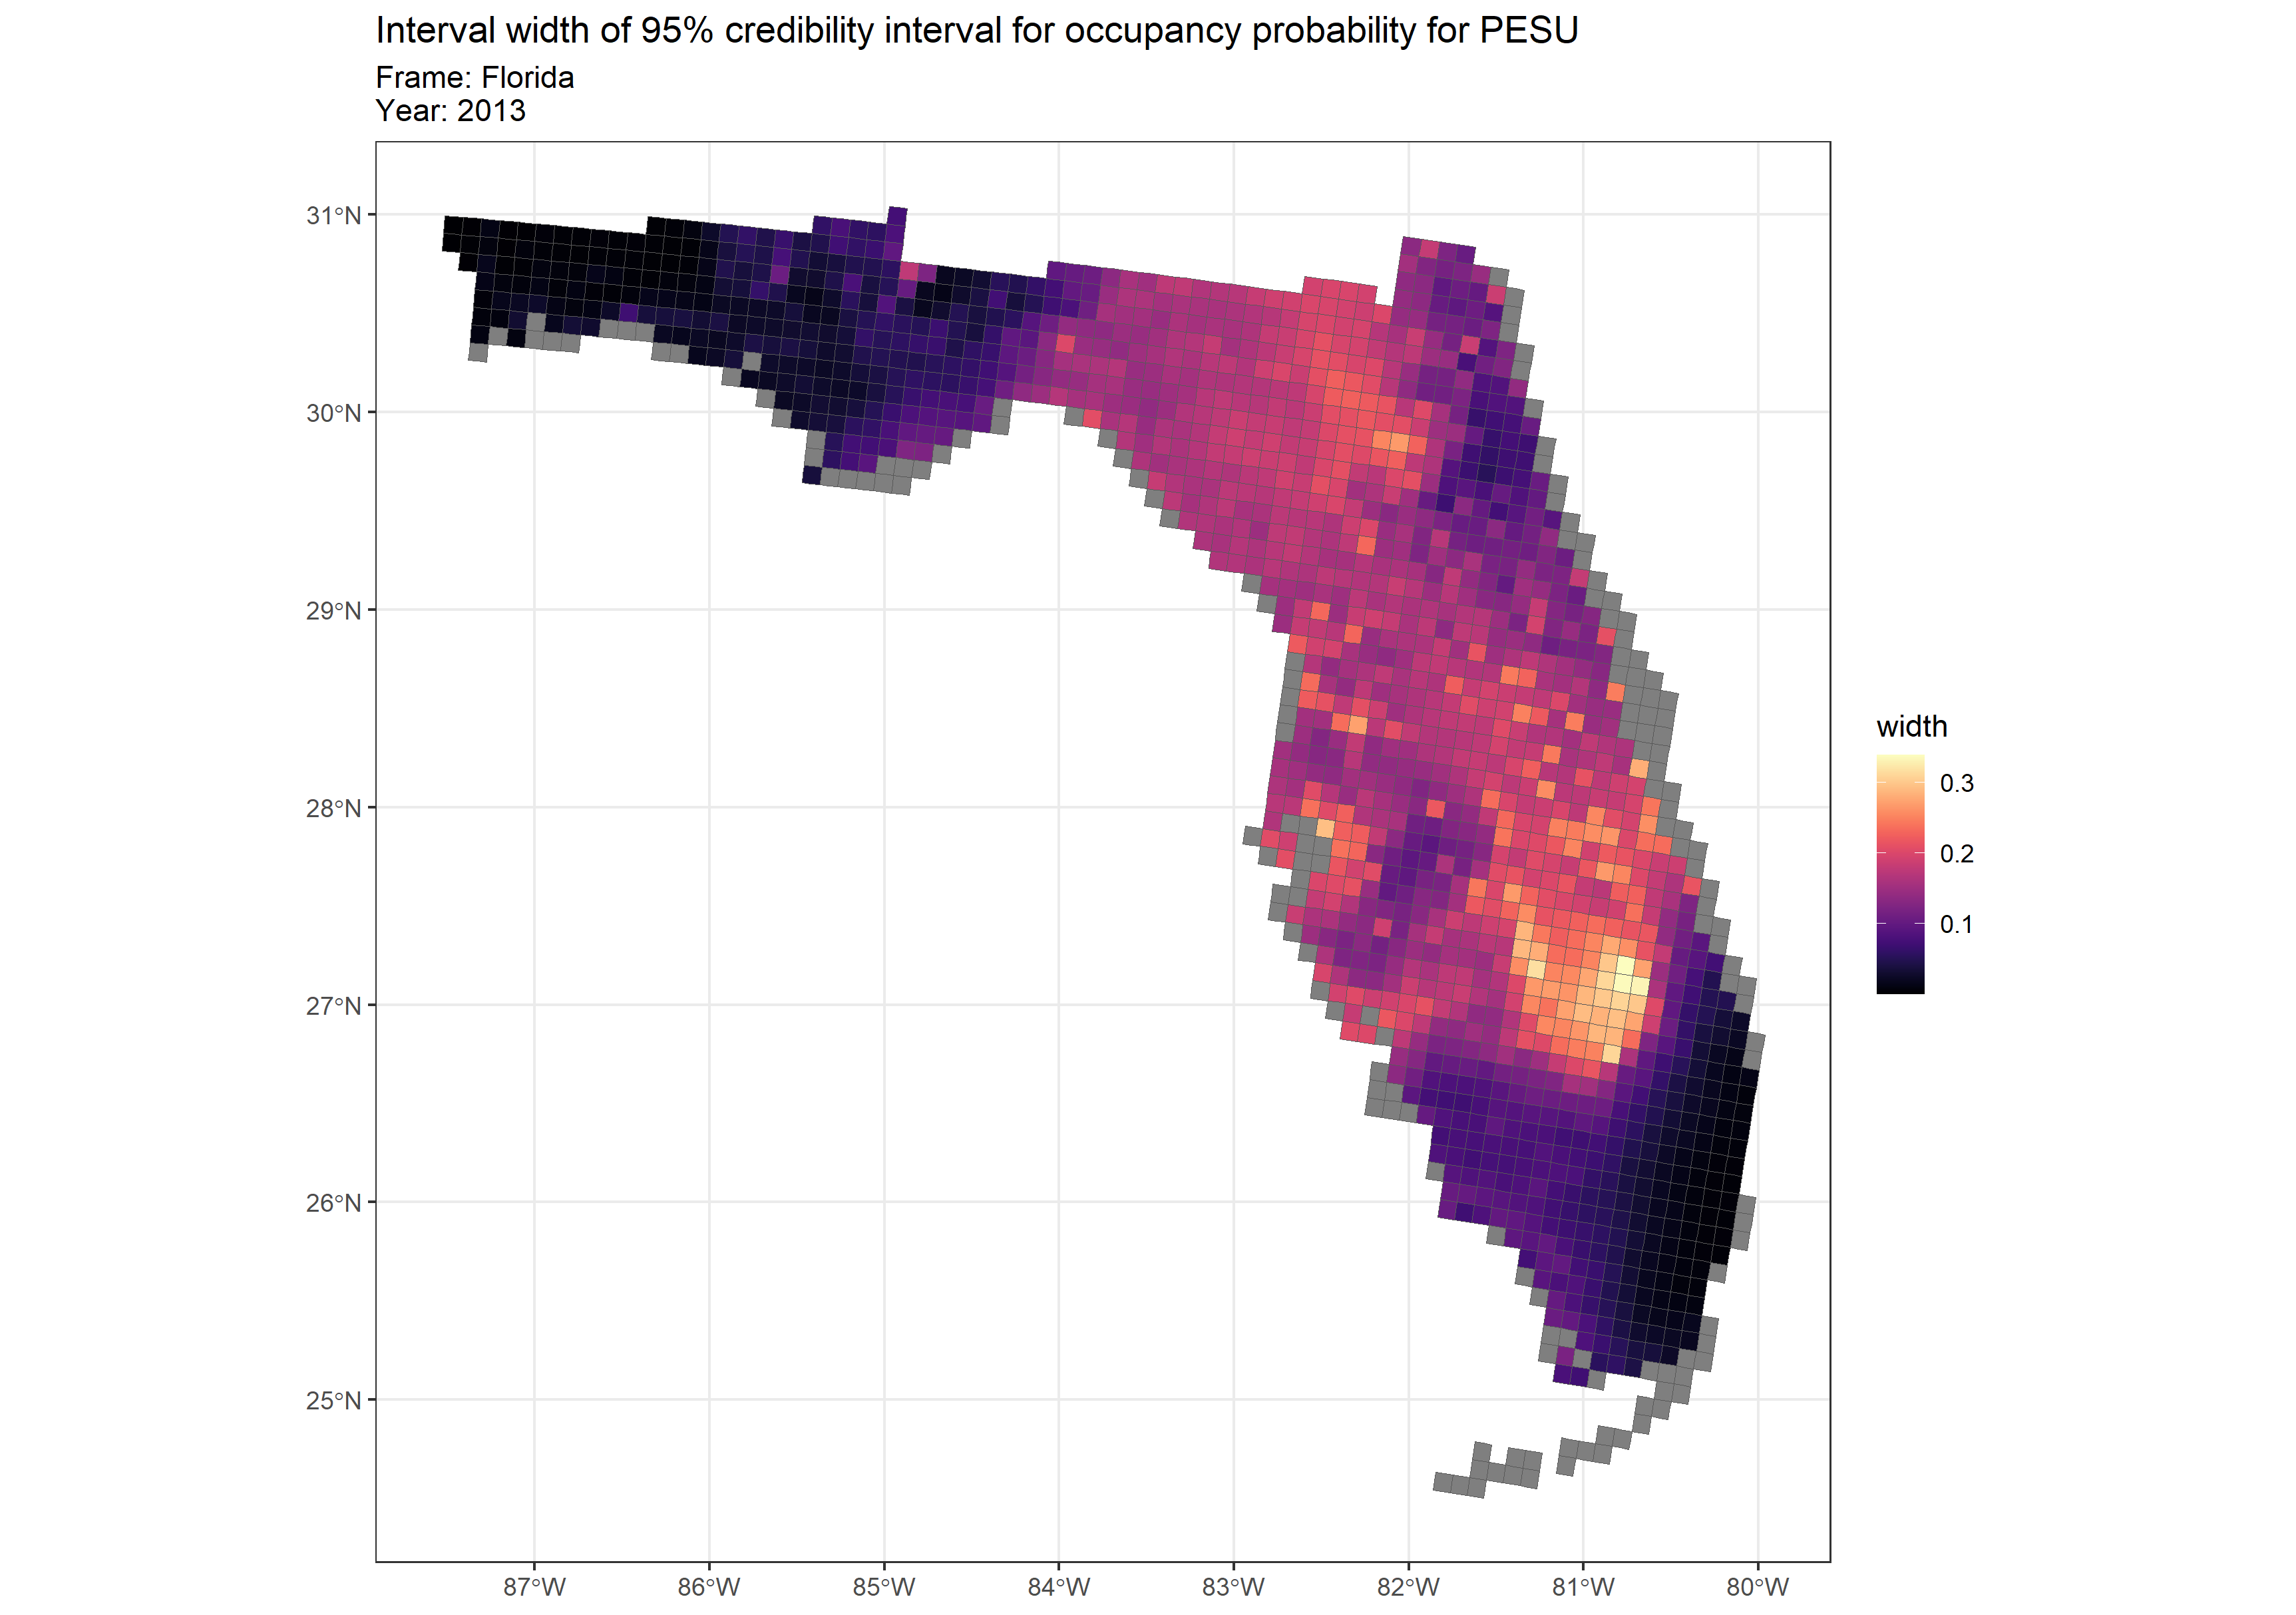 Interval width of 95% credibility interval for occupancy probability for PESU
Frame: Florida
Year: 2013
31°N
30°N
29°N
28°N
27°N
26°N
25°N
87°W
86°W
85°W
84°W
83°W
82°W
81°W
80°W
width
0.3
0.2
0.1